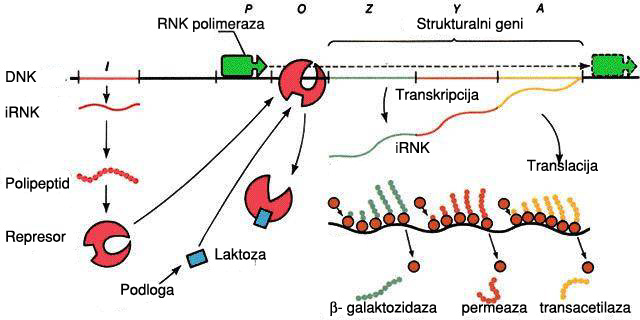 P O Z Y A
RNK polimeraza
Strukturalni geni
I
DNK
Transkripcija
iRNK
iRNK
Translacija
Polipeptid
Represor
Laktoza
Podloga
β- galaktozidaza permeaza transacetilaza